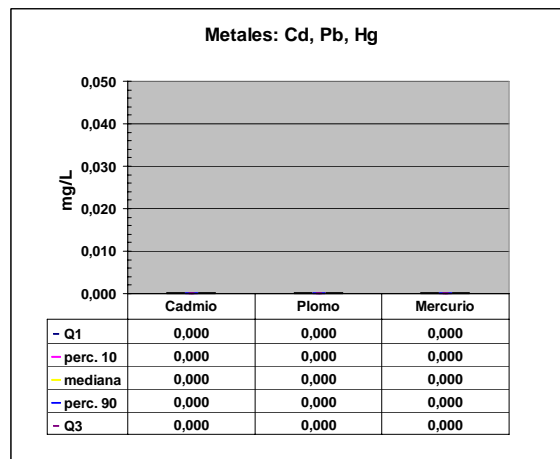 Metales: Cd, Pb, Hg
0,050
0,040
0,030
0,020
0,010
0,000
mg/L
Cadmio Plomo Mercurio
Q1 0,000 0,000 0,000
perc. 10 0,000 0,000 0,000
mediana 0,000 0,000 0,000
perc. 90 0,000 0,000 0,000
Q3 0,000 0,000 0,000